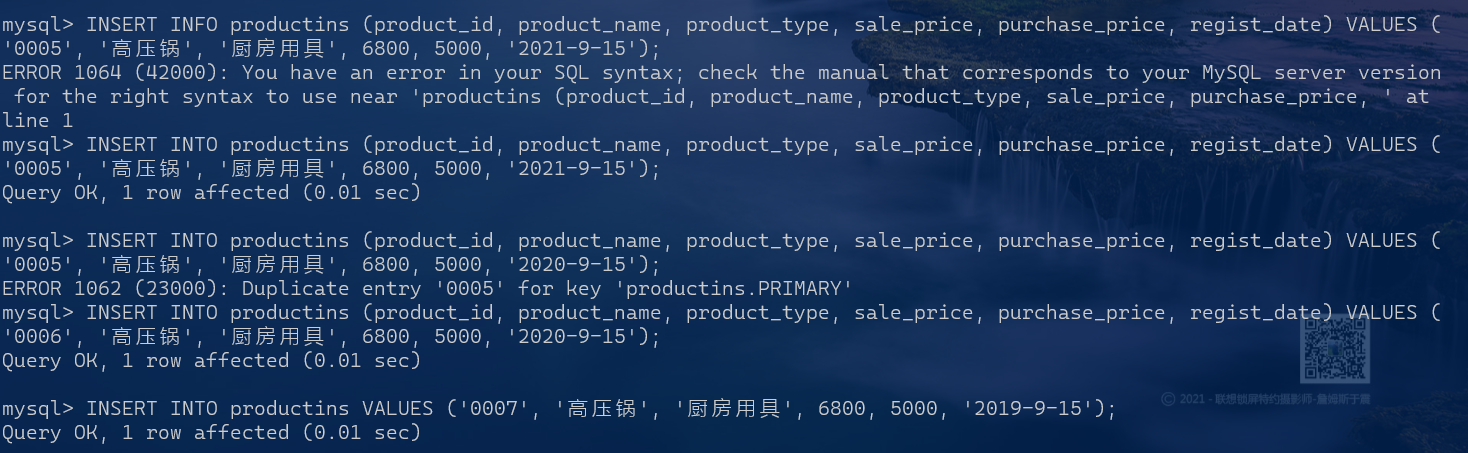 mysql> INSERT INFO productins (product_id, product_name, product_type, sale_price, purchase_price, regist_date) VALUES (
'0005', '高压锅', '厨房用具', 6800, 5000, '2021-9-15');
ERROR 1064 (42000): You have an error in your SQL syntax; check the manual that corresponds to your MySQL server version
 for the right syntax to use near 'productins (product_id, product_name, product_type, sale_price, purchase_price, ' at
line 1
mysql> INSERT INTO productins (product_id, product_name, product_type, sale_price, purchase_price, regist_date) VALUES (
'0005', '高压锅', '厨房用具', 6800, 5000, '2021-9-15');
Query OK, 1 row affected (0.01 sec)
mysql> INSERT INTO productins (product_id, product_name, product_type, sale_price, purchase_price, regist_date) VALUES (
'0005', '高压锅', '厨房用具', 6800, 5000, '2020-9-15');
ERROR 1062 (23000): Duplicate entry '0005' for key 'productins.PRIMARY'
mysql> INSERT INTO productins (product_id, product_name, product_type, sale_price, purchase_price, regist_date) VALUES (
'0006', '高压锅', '厨房用具', 6800, 5000, '2020-9-15');
Query OK, 1 row affected (0.01 sec)
mysql> INSERT INTO productins VALUES ('0007', '高压锅', '厨房用具', 6800, 5000, '2019-9-15');
© 2021 - 联想锁屏特约摄影师-詹姆斯于
Query OK, 1 row affected (0.01 sec)